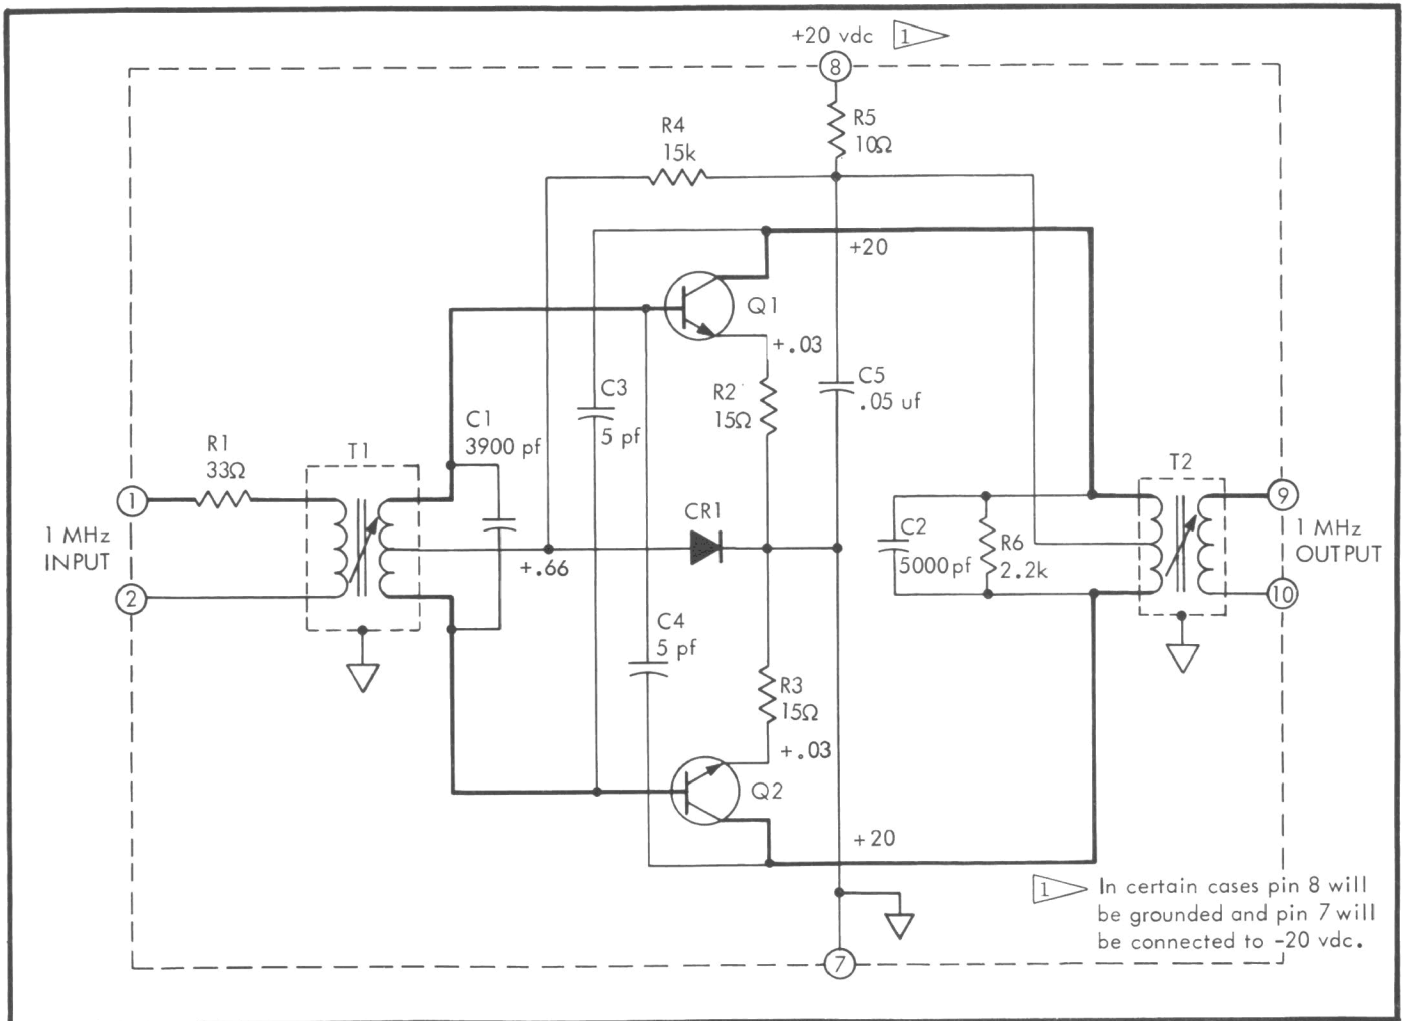 +20 vdc 1
8
R5
10Ω
R4
15k
+20
Q1
+.03
C3
5 pf
R2
15Ω
C5
.05 uf
C1
3900 pf
R1
33Ω
T1
T2
1
9
1 MHz
INPUT
CR1
C2
5000 pf
R6
2.2k
1 MHz
OUTPUT
+.66
2
10
C4
5 pf
R3
15Ω
+.03
Q2
+20
1 In certain cases pin 8 will
be grounded and pin 7 will
be connected to -20 vdc.
7